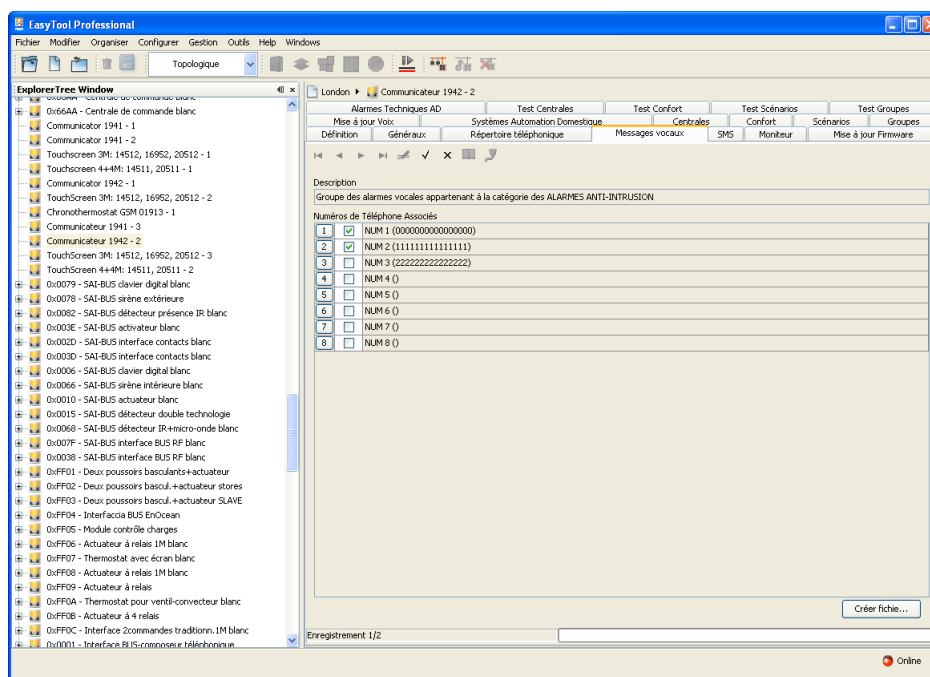 EasyTool Professional
Fichier Modifier Organiser Configurer Gestion Outils Help Windows
Topologique
ExplorerTree Window
0x66AA - Centrale de commande blanc
0x66AA - Centrale de commande blanc
Communicator 1941 - 1
Communicator 1941 - 2
Touchscreen 3M: 14512, 16952, 20512 - 1
Touchscreen 4+4M: 14511, 20511 - 1
Communicator 1942 - 1
TouchScreen 3M: 14512, 16952, 20512 - 2
Chronothermostat GSM 01913 - 1
Communicateur 1941 - 3
Communicateur 1942 - 2
TouchScreen 3M: 14512, 16952, 20512 - 3
TouchScreen 4+4M: 14511, 20511 - 2
0x0079 - SAI-BUS clavier digital blanc
0x0078 - SAI-BUS sirène extérieure
0x0082 - SAI-BUS détecteur présence IR blanc
0x003E - SAI-BUS activateur blanc
0x002D - SAI-BUS interface contacts blanc
0x003D - SAI-BUS interface contacts blanc
0x0006 - SAI-BUS clavier digital blanc
0x0066 - SAI-BUS sirène intérieure blanc
0x0010 - SAI-BUS actuateur blanc
0x0015 - SAI-BUS détecteur double technologie
0x0068 - SAI-BUS détecteur IR+micro-onde blanc
0x007F - SAI-BUS interface BUS RF blanc
0x0038 - SAI-BUS interface BUS RF blanc
0xFF01 - Deux poussoirs basculants+actuateur
0xFF02 - Deux poussoirs bascul.+actuateur stores
0xFF03 - Deux poussoirs bascul.+actuateur SLAVE
0xFF04 - Interfaccia BUS EnOcean
0xFF05 - Module contrôle charges
0xFF06 - Actuateur à relais 1M blanc
0xFF07 - Thermostat avec écran blanc
0xFF08 - Actuateur à relais 1M blanc
0xFF09 - Actuateur à relais
0xFF0A - Thermostat pour ventil-convecteur blanc
0xFF0B - Actuateur à 4 relais
0xFF0C - Interface 2commandes traditionn.1M blanc
0x0001 - Interface BUS-composeur téléphonique
London Communicateur 1942 - 2
Alarmes Techniques AD Test Centrales Test Confort Test Scénarios Test Groupes
Mise à jour Voix Systèmes Automation Domestique Centrales Confort Scénarios Groupes
Définition Généraux Répertoire téléphonique Messages vocaux SMS Moniteur Mise à jour Firmware
Description
Groupe des alarmes vocales appartenant à la catégorie des ALARMES ANTI-INTRUSION
Numéros de Téléphone Associés
1 NUM 1 (0000000000000000)
2 NUM 2 (111111111111111)
3 NUM 3 (222222222222222)
4 NUM 4 ()
5 NUM 5 ()
6 NUM 6 ()
7 NUM 7 ()
8 NUM 8 ()
Créer fichie...
Enregistrement 1/2
Online